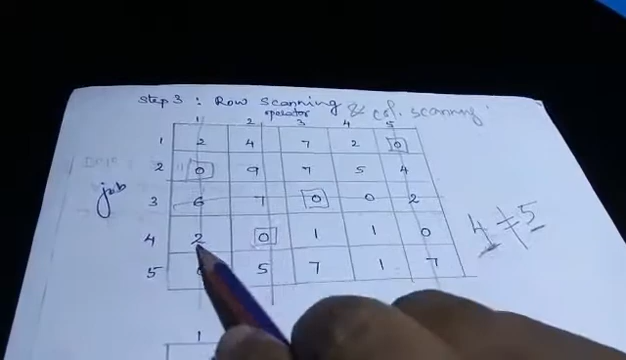 Step 3 : Row scanning & col. scanning
operator
1 2 3 4 5
1 2 4 7 2 0
2 0 9 7 5 4
job
3 6 7 0 0 2
4 2 0 1 1 0
4 ≠ 5
5 5 7 1 7
1